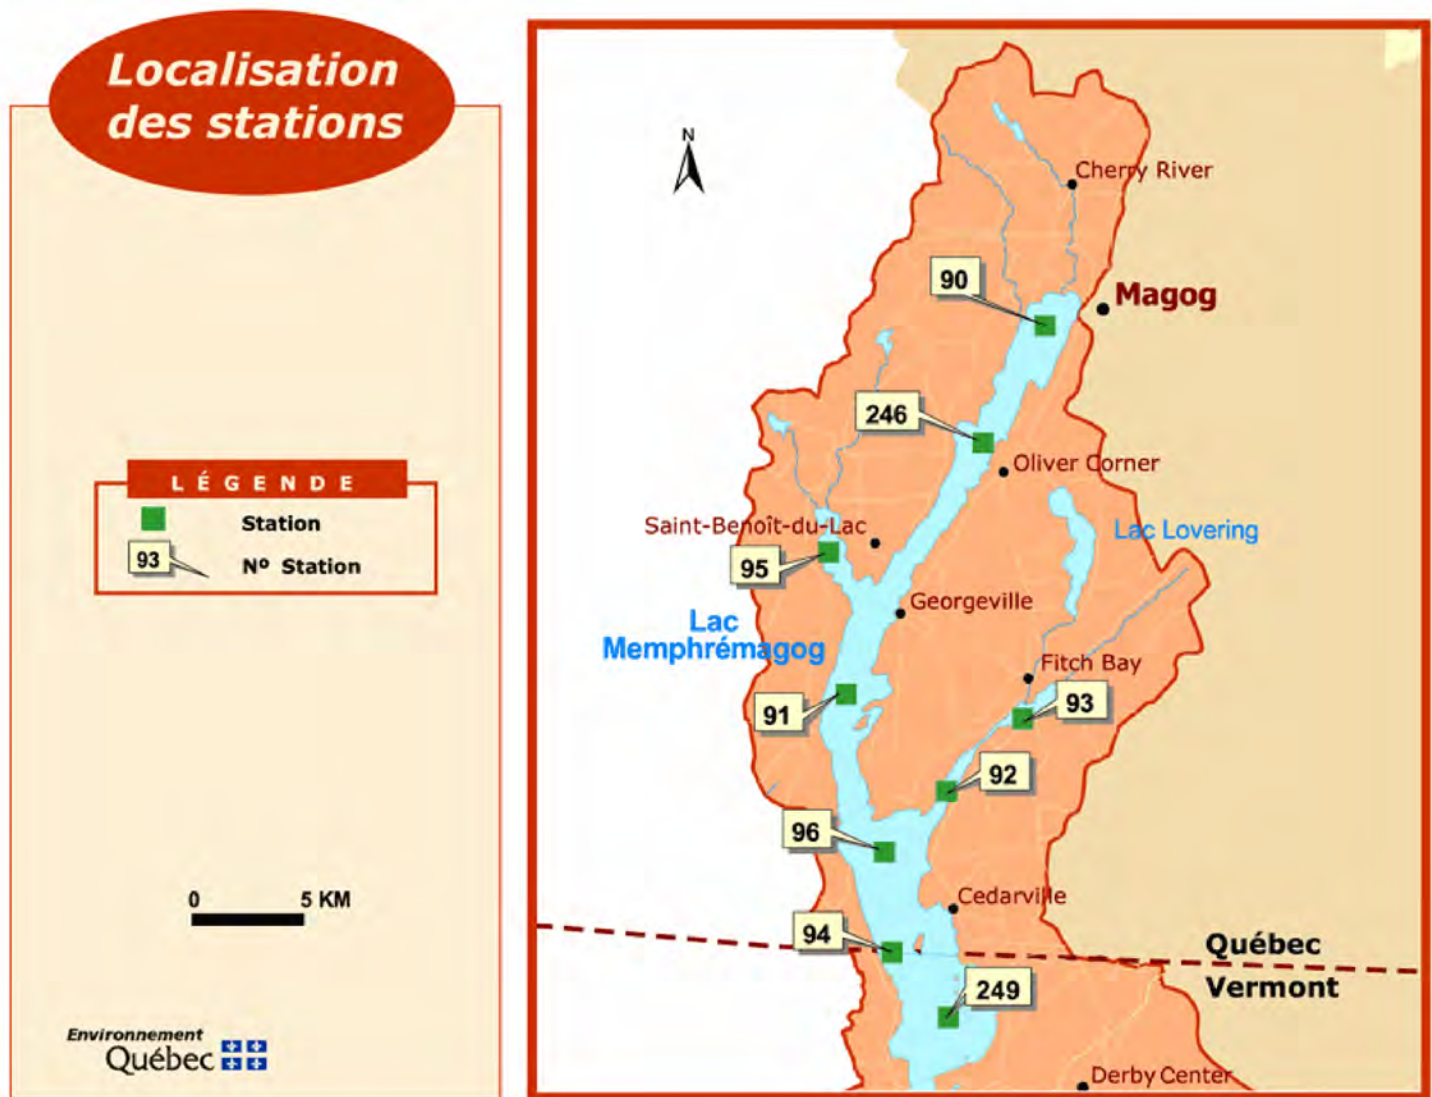 Localisation
des stations
LÉGENDE
Station
93
Nº Station
0 5 KM
Environnement
Québec
N
Cherry River
90
Magog
246
Oliver Corner
Saint-Benoît-du-Lac
Lac Lovering
95
Georgeville
Lac
Memphrémagog
Fitch Bay
93
91
92
96
Cedarville
94
Québec
Vermont
249
Derby Center